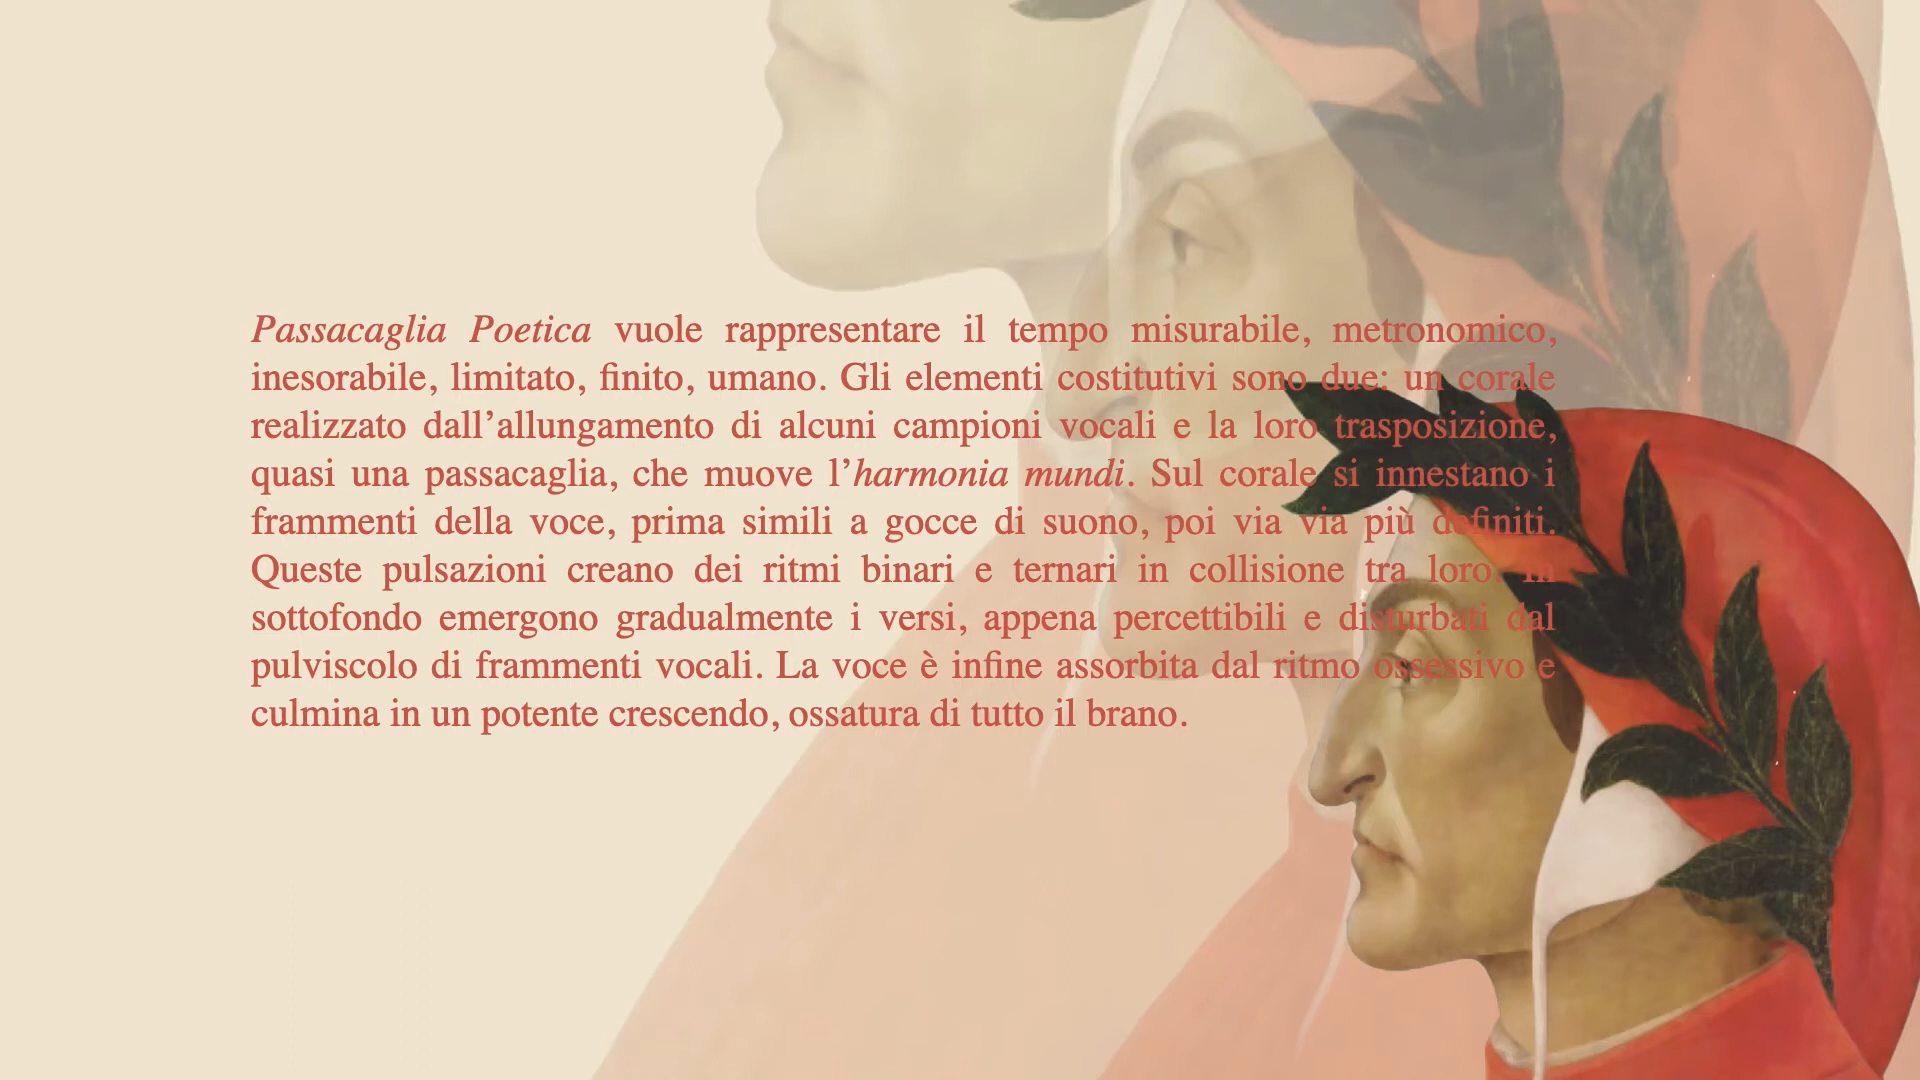 Passacaglia Poetica vuole rappresentare il tempo misurabile, metronomico,
inesorabile, limitato, finito, umano. Gli elementi costitutivi sono due: un corale
realizzato dall’allungamento di alcuni campioni vocali e la loro trasposizione,
quasi una passacaglia, che muove l’harmonia mundi. Sul corale si innestano i
frammenti della voce, prima simili a gocce di suono, poi via via più definiti.
Queste pulsazioni creano dei ritmi binari e ternari in collisione tra loro. In
sottofondo emergono gradualmente i versi, appena percettibili e disturbati dal
pulviscolo di frammenti vocali. La voce è infine assorbita dal ritmo ossessivo e
culmina in un potente crescendo, ossatura di tutto il brano.